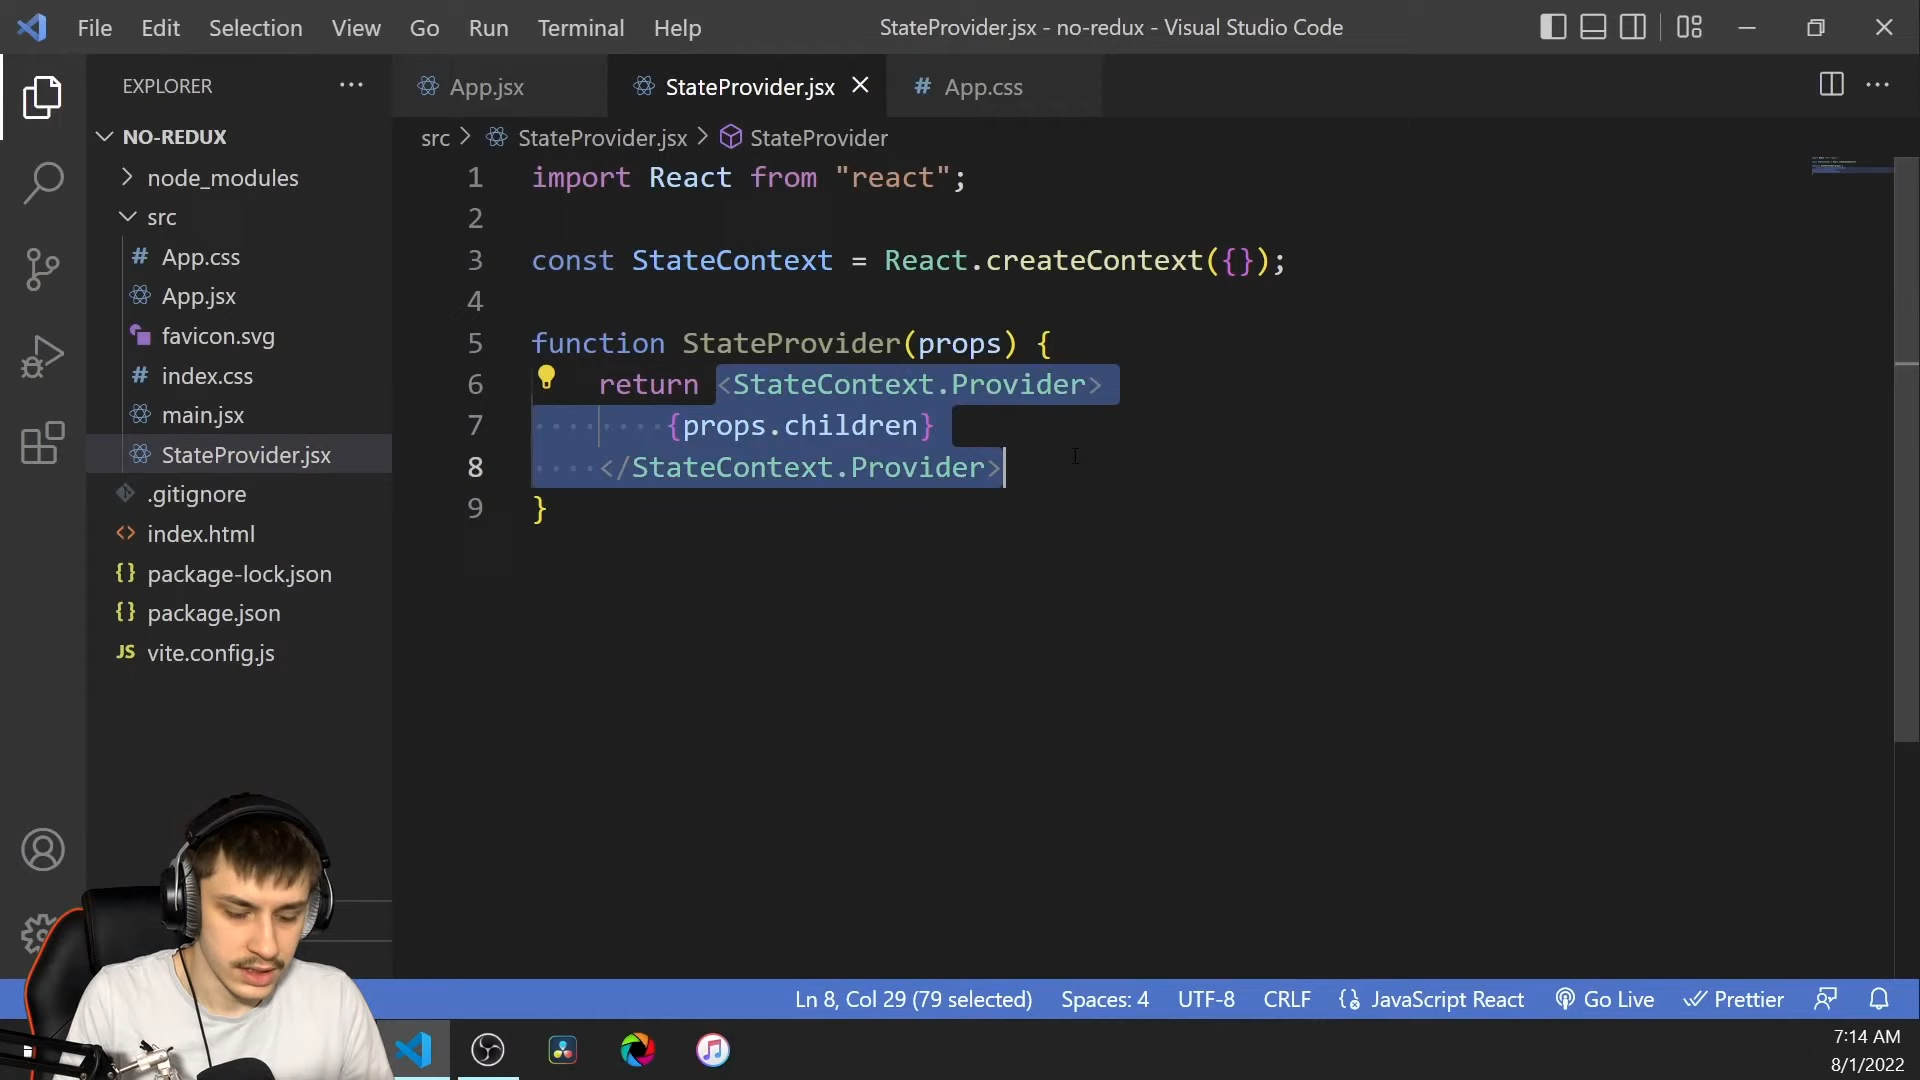 File Edit Selection View Go Run Terminal Help
StateProvider.jsx - no-redux - Visual Studio Code
EXPLORER
NO-REDUX
node_modules
src
# App.css
App.jsx
favicon.svg
# index.css
main.jsx
StateProvider.jsx
.gitignore
<> index.html
{} package-lock.json
{} package.json
JS vite.config.js
App.jsx StateProvider.jsx # App.css
src > StateProvider.jsx > StateProvider
1 import React from "react";
2
3 const StateContext = React.createContext({});
4
5 function StateProvider(props) {
6 return <StateContext.Provider>
7 {props.children}
8 </StateContext.Provider>
9 }
Ln 8, Col 29 (79 selected) Spaces: 4 UTF-8 CRLF JavaScript React Go Live Prettier
7:14 AM
8/1/2022